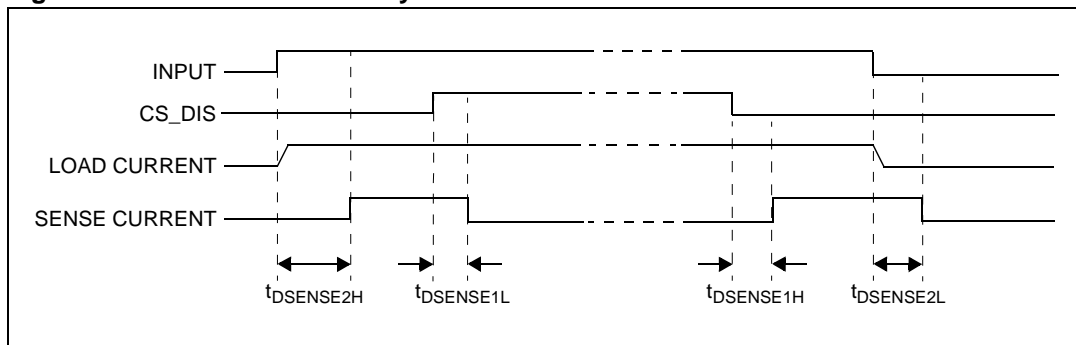 INPUT
CS_DIS
LOAD CURRENT
SENSE CURRENT
tDSENSE2H tDSENSE1L tDSENSE1H tDSENSE2L